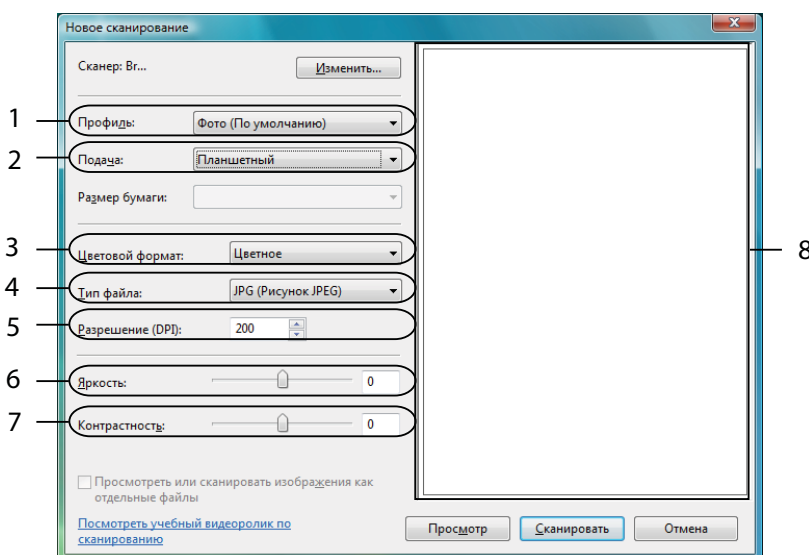 Новое сканирование
Сканер: Br...
Изменить...
1
Профиль:
Фото (По умолчанию)
2
Подача:
Планшетный
Размер бумаги:
3
Цветовой формат:
Цветное
4
Тип файла:
JPG (Рисунок JPEG)
5
Разрешение (DPI):
200
6
Яркость:
0
7
Контрастность:
0
8
Просмотреть или сканировать изображения как
отдельные файлы
Посмотреть учебный видеоролик по
сканированию
Просмотр
Сканировать
Отмена